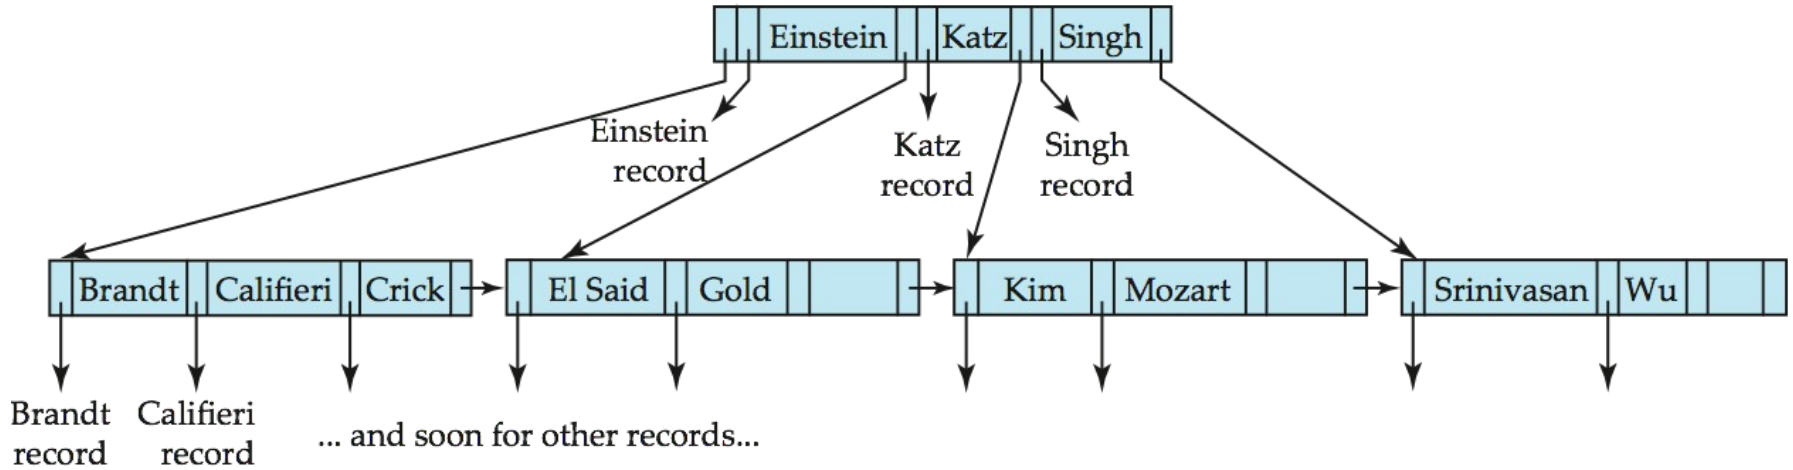 Einstein Katz Singh
Einstein
record
Katz
record
Singh
record
Brandt Califieri Crick El Said Gold Kim Mozart Srinivasan Wu
Brandt
record
Califieri
record
... and soon for other records...